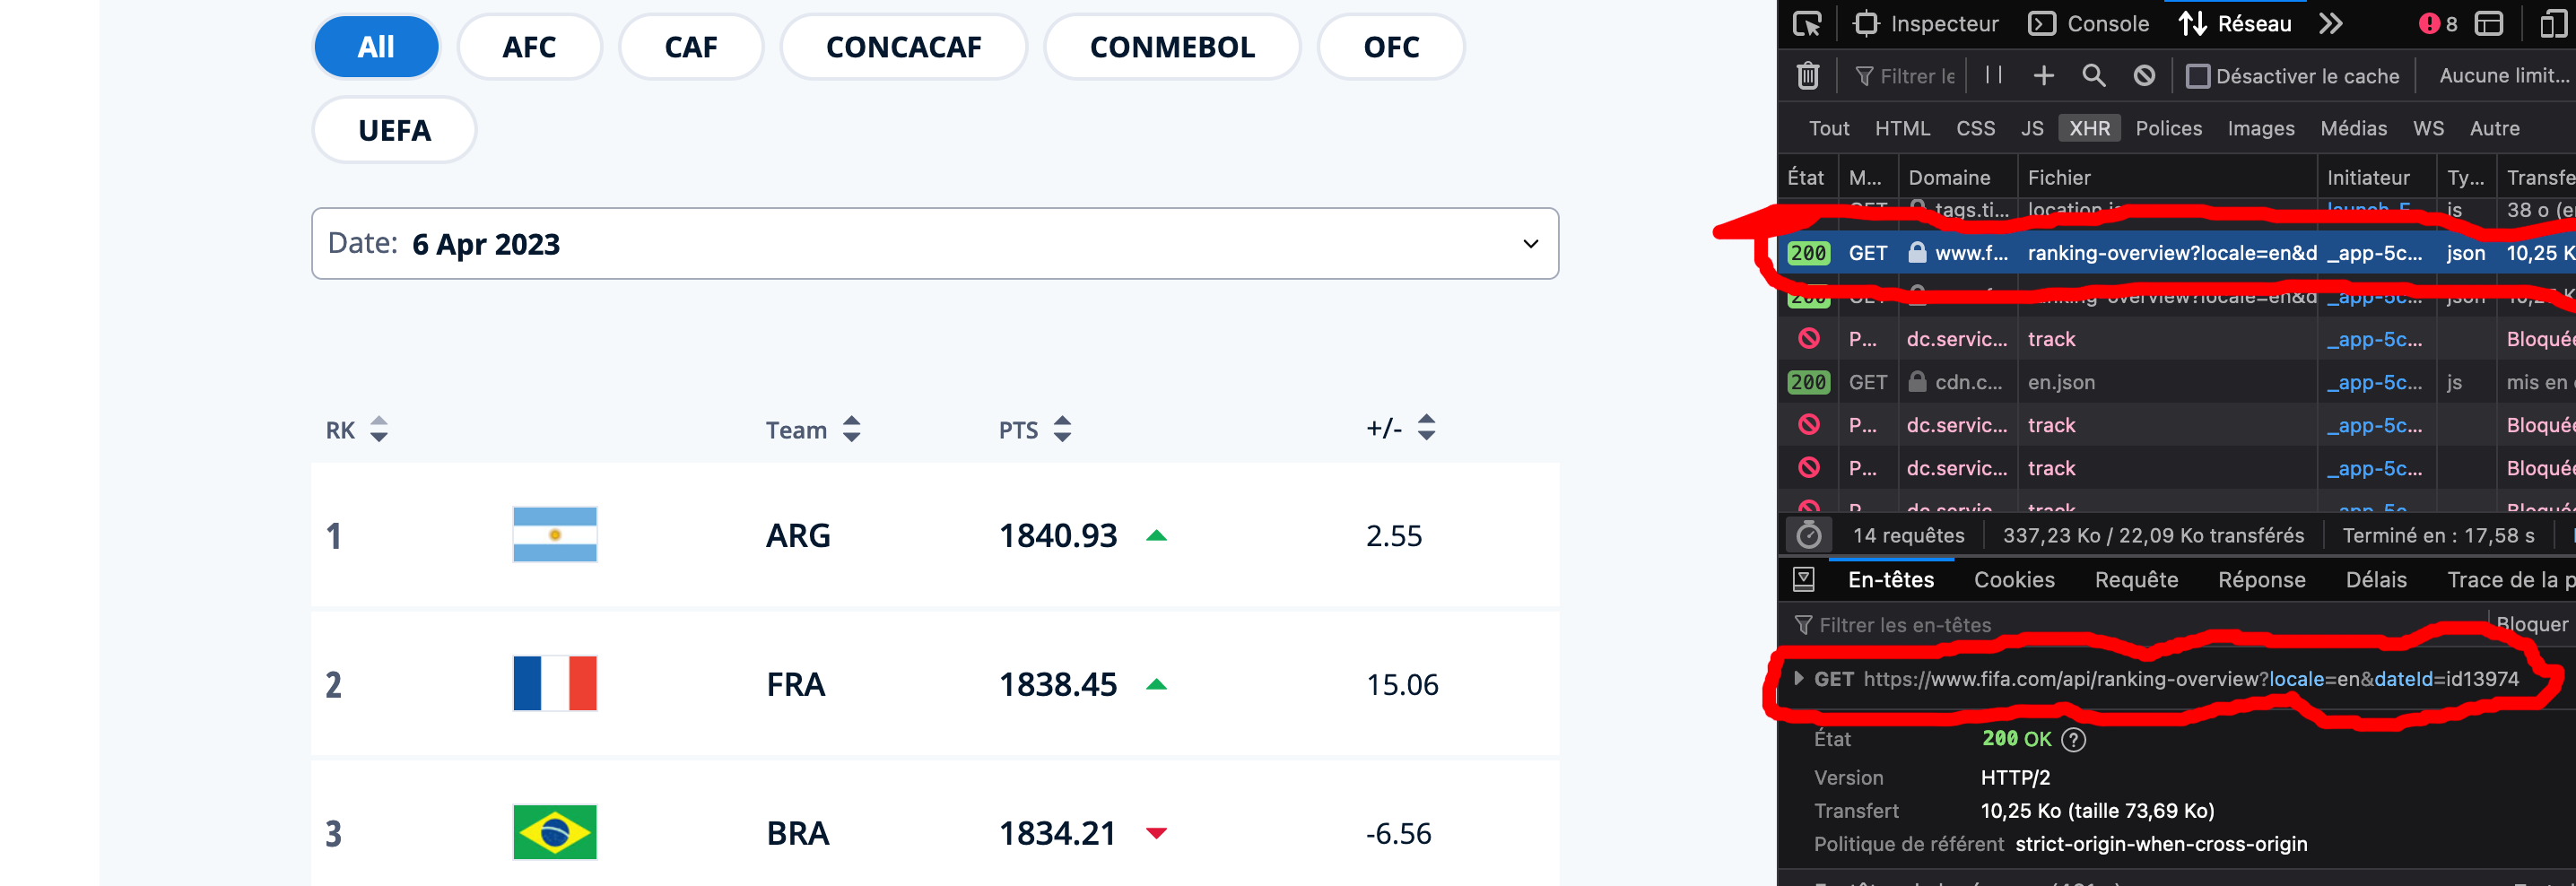 All AFC CAF CONCACAF CONMEBOL OFC
UEFA
Date: 6 Apr 2023
RK Team PTS +/-
1 ARG 1840.93 2.55
2 FRA 1838.45 15.06
3 BRA 1834.21 -6.56
Inspecteur Console Réseau 8
Filtrer le Désactiver le cache Aucune limit...
Tout HTML CSS JS XHR Polices Images Médias WS Autre
État M... Domaine Fichier Initiateur Ty... Transfe
GET tags.ti... js 38 o (e
200 GET www.f... ranking-overview?locale=en&d _app-5c... json 10,25 K
200 GET ranking-overview?locale=en&d _app-5c... json
P... dc.servic... track _app-5c... Bloquée
200 GET cdn.c... en.json _app-5c... js mis en
P... dc.servic... track _app-5c... Bloquée
P... dc.servic... track _app-5c... Bloquée
14 requêtes 337,23 Ko / 22,09 Ko transférés Terminé en : 17,58 s
En-têtes Cookies Requête Réponse Délais Trace de la p
Filtrer les en-têtes Bloquer
GET https://www.fifa.com/api/ranking-overview?locale=en&dateId=id13974
État 200 OK ?
Version HTTP/2
Transfert 10,25 Ko (taille 73,69 Ko)
Politique de référent strict-origin-when-cross-origin